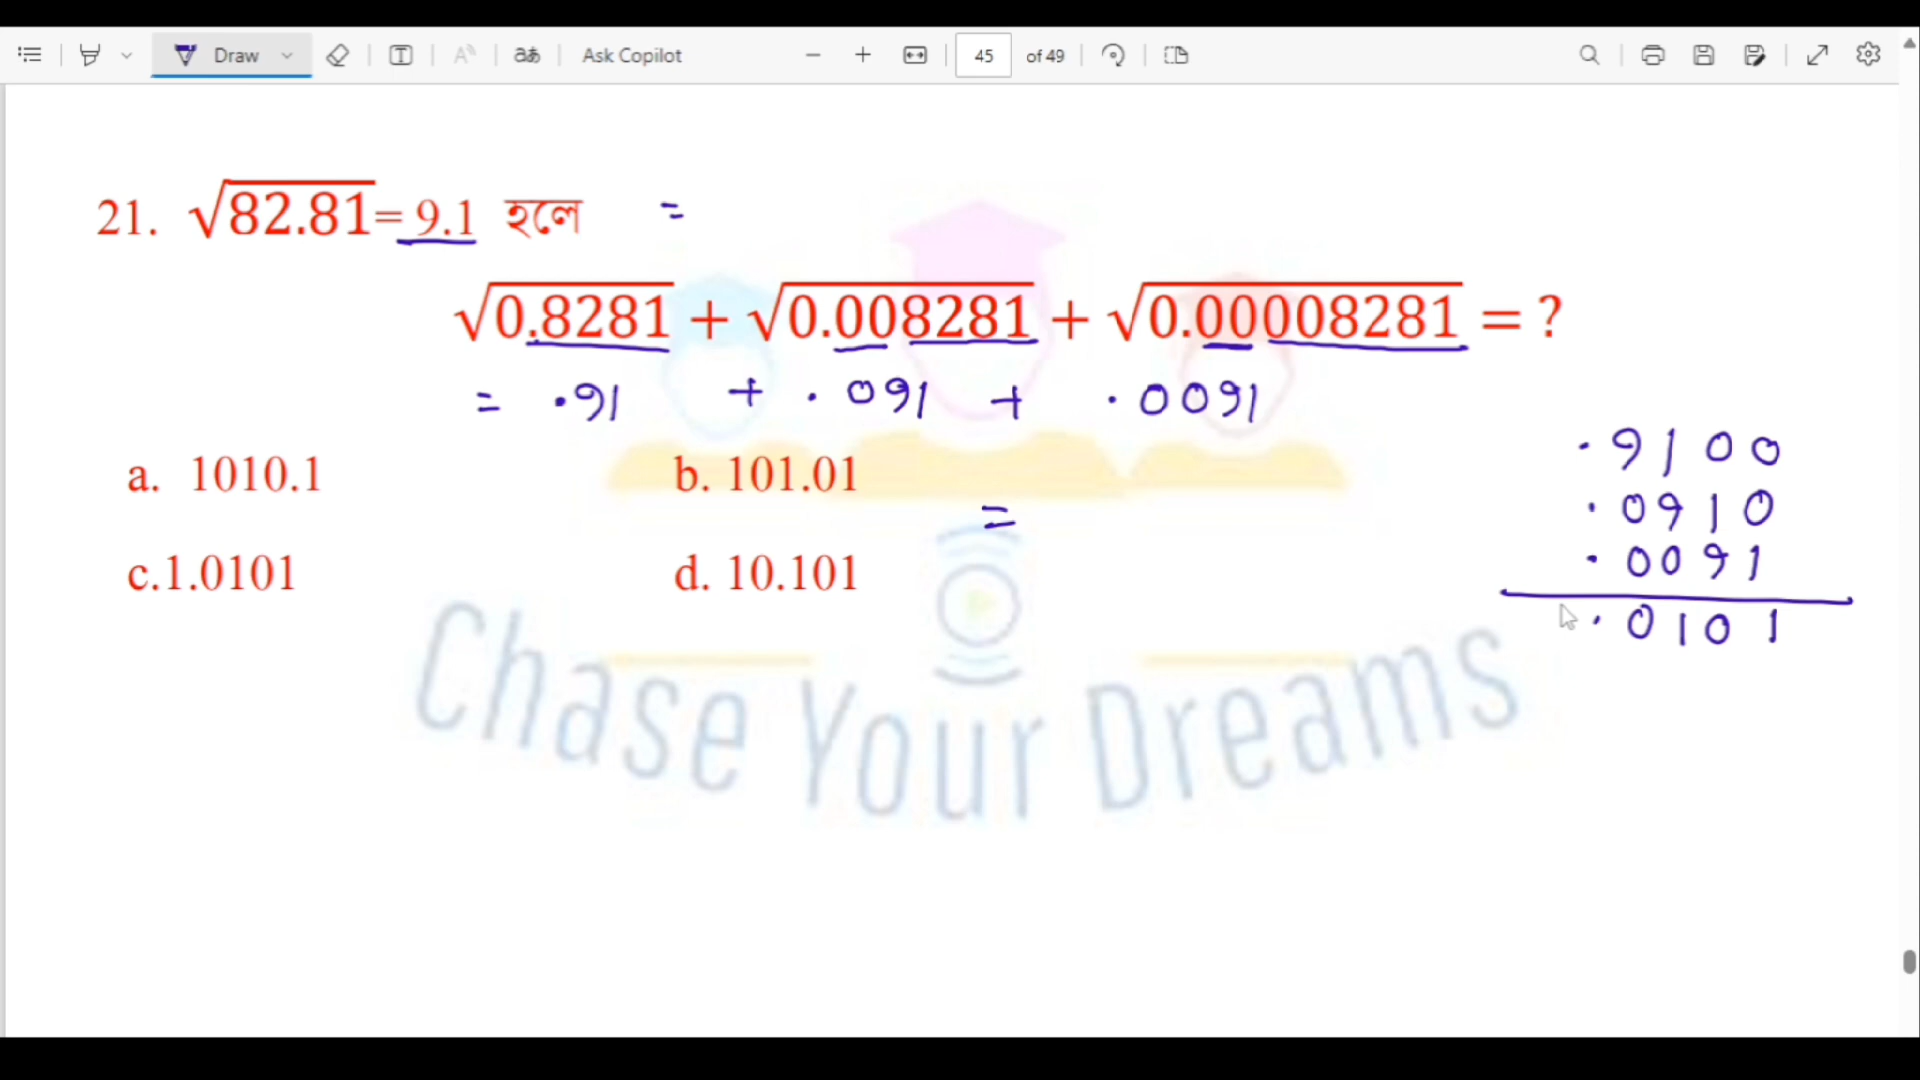 Draw Ask Copilot 45 of 49
21. √82.81= 9.1 হলে =
√0.8281 + √0.008281 + √0.00008281 = ?
= .91 + .091 + .0091
a. 1010.1 b. 101.01
=
c.1.0101 d. 10.101
.9100
.0910
.0091
.0101
Chase Your Dreams